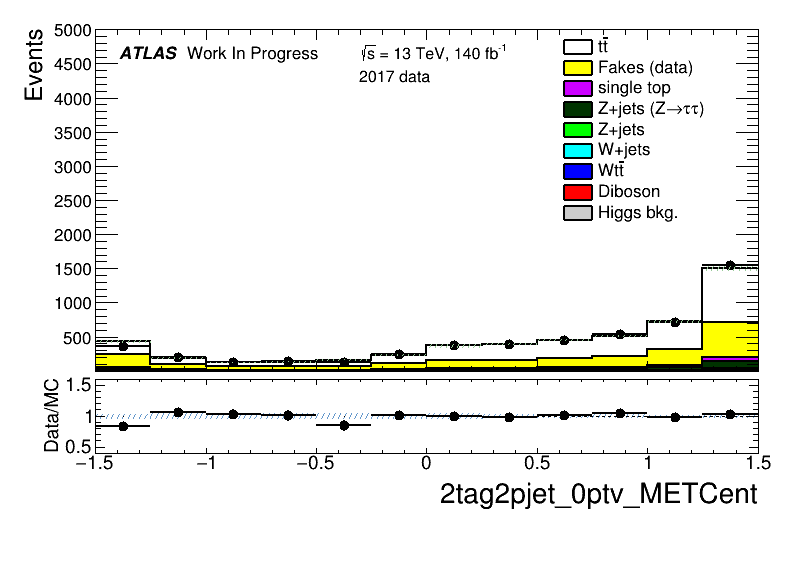 5000
4500
4000
3500
3000
2500
2000
1500
1000
500
Events
ATLAS Work In Progress
√s = 13 TeV, 140 fb⁻¹
2017 data
tt̄
Fakes (data)
single top
Z+jets (Z→ττ)
Z+jets
W+jets
Wtt̄
Diboson
Higgs bkg.
1.5
1
0.5
Data/MC
−1.5 −1 −0.5 0 0.5 1 1.5
2tag2pjet_0ptv_METCent